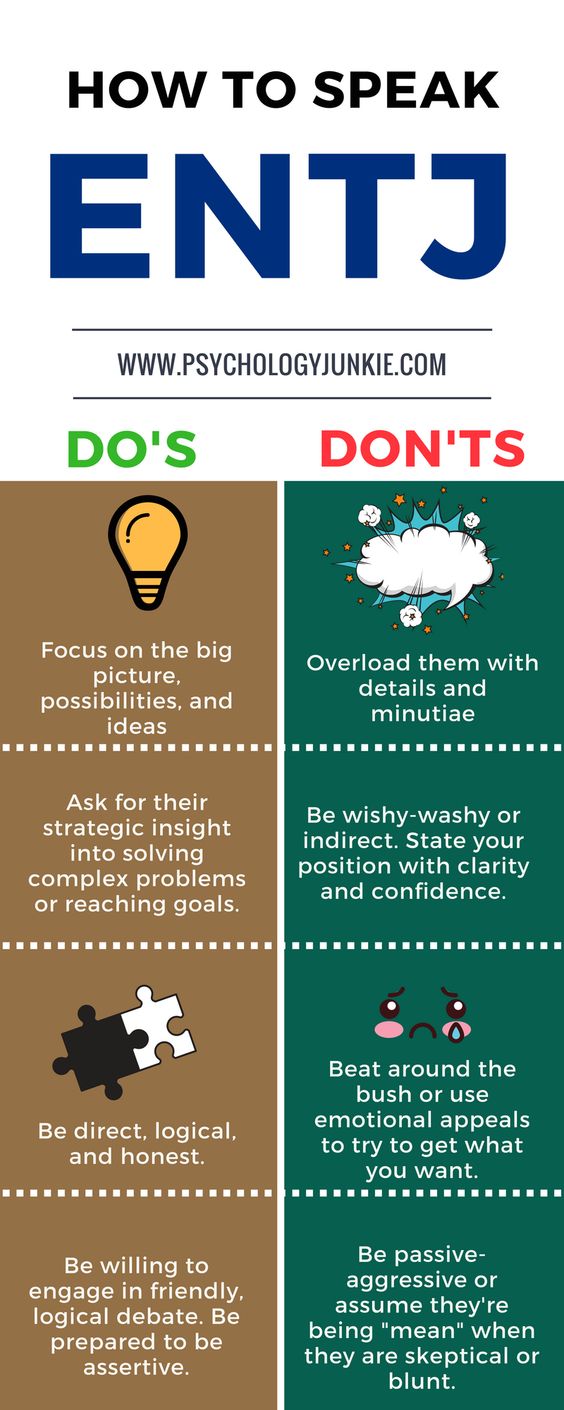 HOW TO SPEAK
ENTJ
WWW.PSYCHOLOGYJUNKIE.COM
DO'S
DON'TS
Focus on the big
picture,
possibilities, and
ideas
Overload them with
details and
minutiae
Ask for their
strategic insight
into solving
complex problems
or reaching goals.
Be wishy-washy or
indirect. State your
position with clarity
and confidence.
Be direct, logical,
and honest.
Beat around the
bush or use
emotional appeals
to try to get what
you want.
Be willing to
engage in friendly,
logical debate. Be
prepared to be
assertive.
Be passive-
aggressive or
assume they're
being "mean" when
they are skeptical or
blunt.